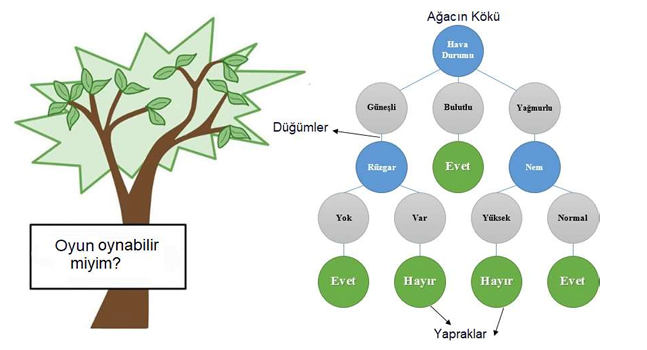 Ağacın Kökü
Hava
Durumu
Güneşli
Bulutlu
Yağmurlu
Düğümler
Rüzgar
Evet
Nem
Yok
Var
Yüksek
Normal
Oyun oynabilir
miyim?
Evet
Hayır
Hayır
Evet
Yapraklar